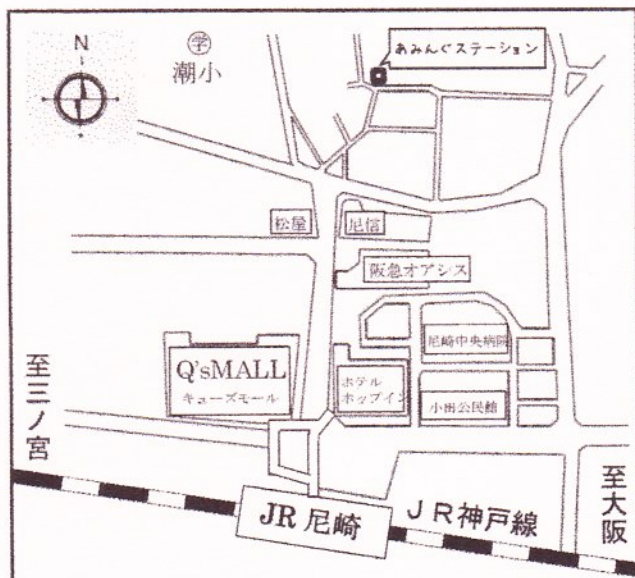 N
学
潮小
あみんぐステーション
松屋
尼信
阪急オアシス
尼崎中央病院
Q'sMALL
キューズモール
ホテル
ホップイン
小田公民館
至三ノ宮
至大阪
JR尼崎
JR神戸線